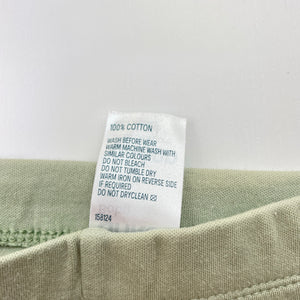 100% COTTON
WASH BEFORE WEAR
WARM MACHINE WASH WITH
SIMILAR COLOURS
DO NOT BLEACH
DO NOT TUMBLE DRY
WARM IRON ON REVERSE SIDE
IF REQUIRED
DO NOT DRYCLEAN
158124